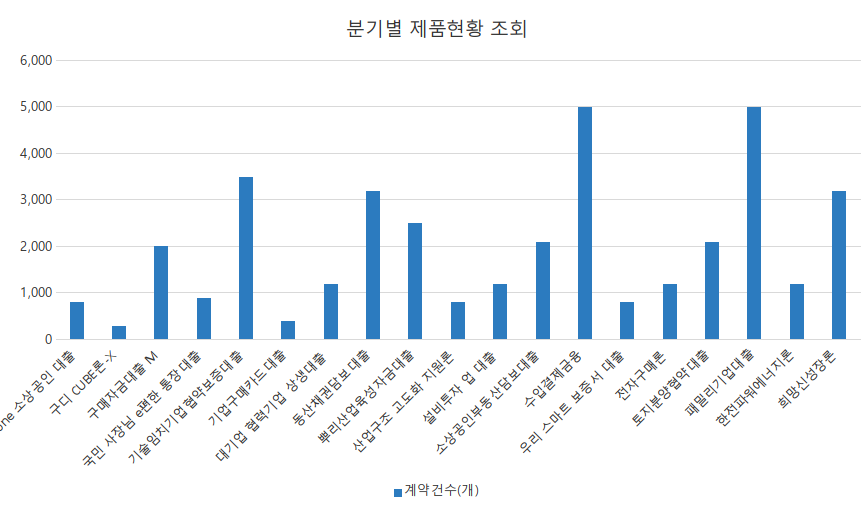 분기별 제품현황 조회
6,000
5,000
4,000
3,000
2,000
1,000
0
one 소상공인 대출
구디 CUBE론-X
구매자금대출 M
국민 사장님 e편한 통장대출
기술임치기업협약보증대출
기업구매카드대출
대기업 협력기업 상생대출
동산채권담보대출
뿌리산업육성자금대출
산업구조 고도화 지원론
설비투자 업 대출
소상공인부동산담보대출
수입결제금융
우리 스마트 보증서 대출
전자구매론
토지분양협약대출
패밀리기업대출
한전파워에너지론
희망신성장론
계약건수(개)